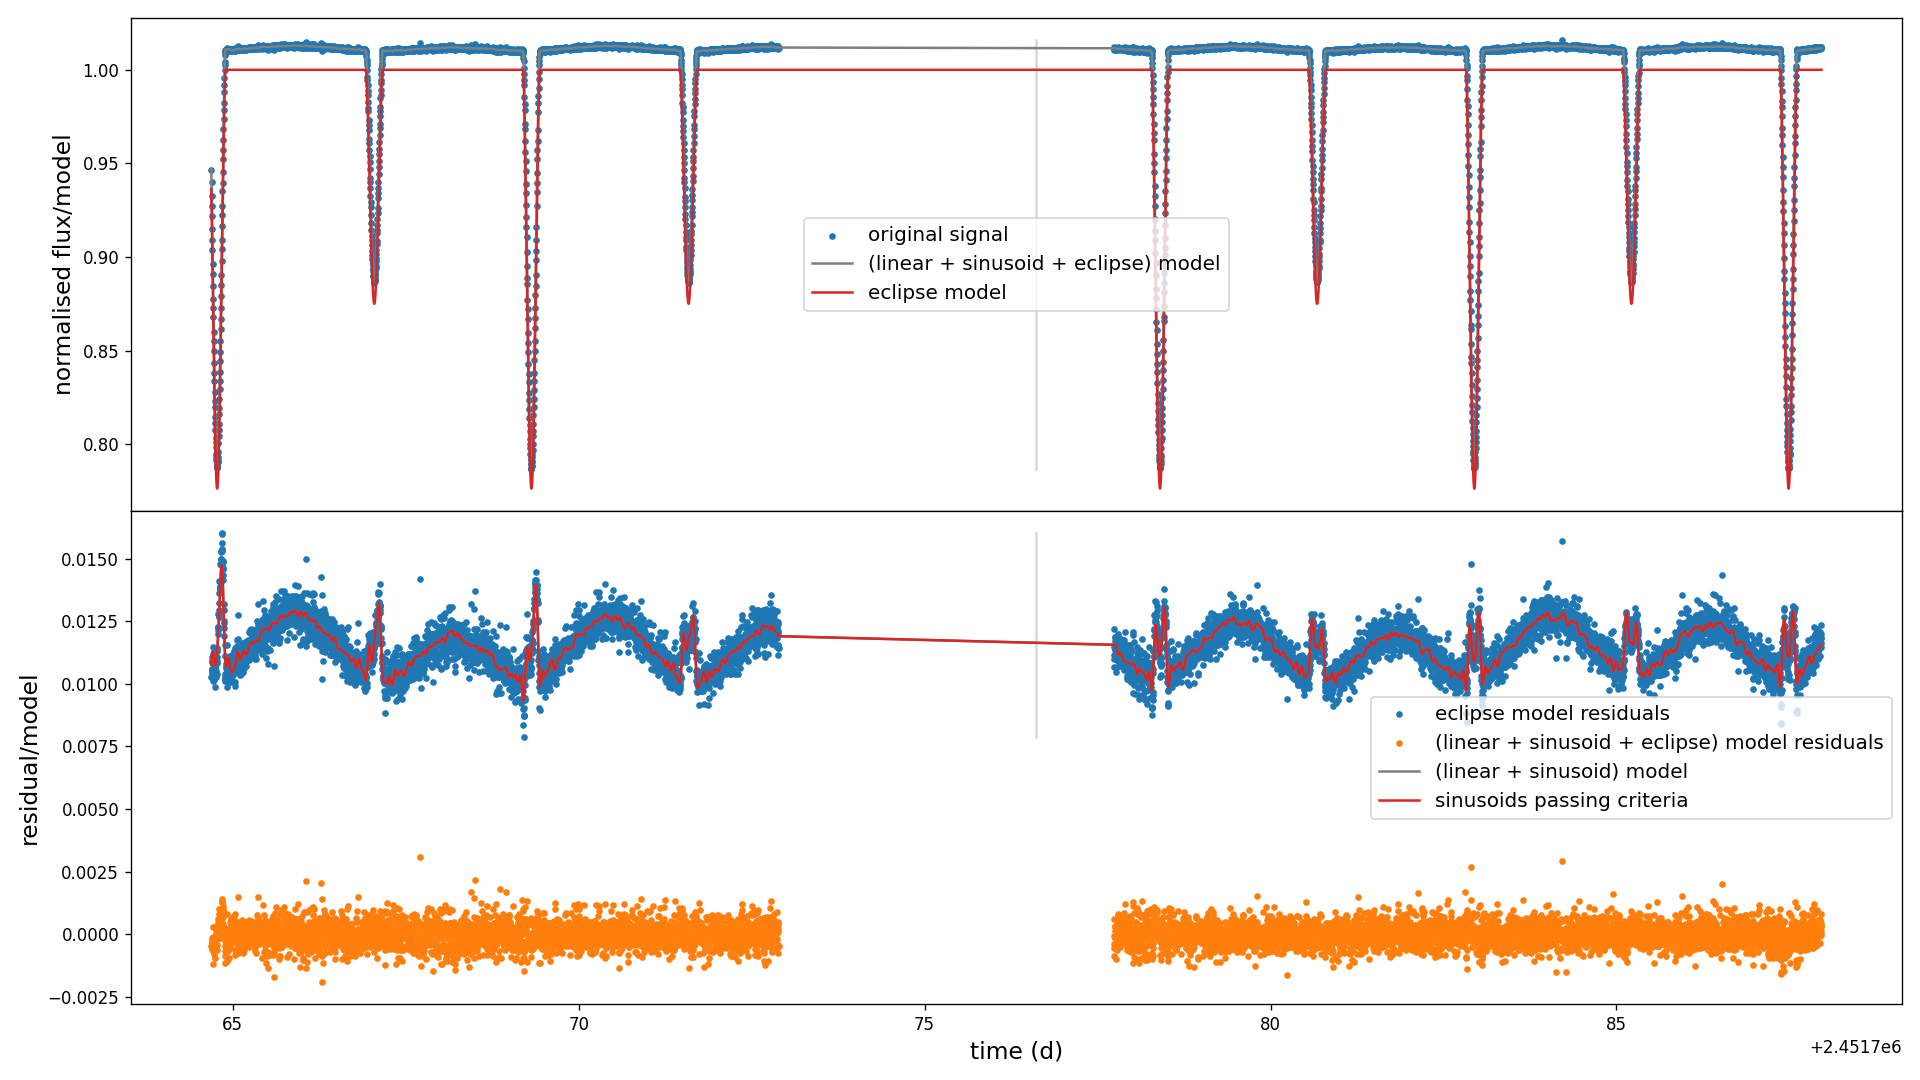 normalised flux/model
1.00
0.95
0.90
0.85
0.80
original signal
(linear + sinusoid + eclipse) model
eclipse model
residual/model
0.0150
0.0125
0.0100
0.0075
0.0050
0.0025
0.0000
−0.0025
eclipse model residuals
(linear + sinusoid + eclipse) model residuals
(linear + sinusoid) model
sinusoids passing criteria
65
70
75
80
85
time (d)
+2.4517e6